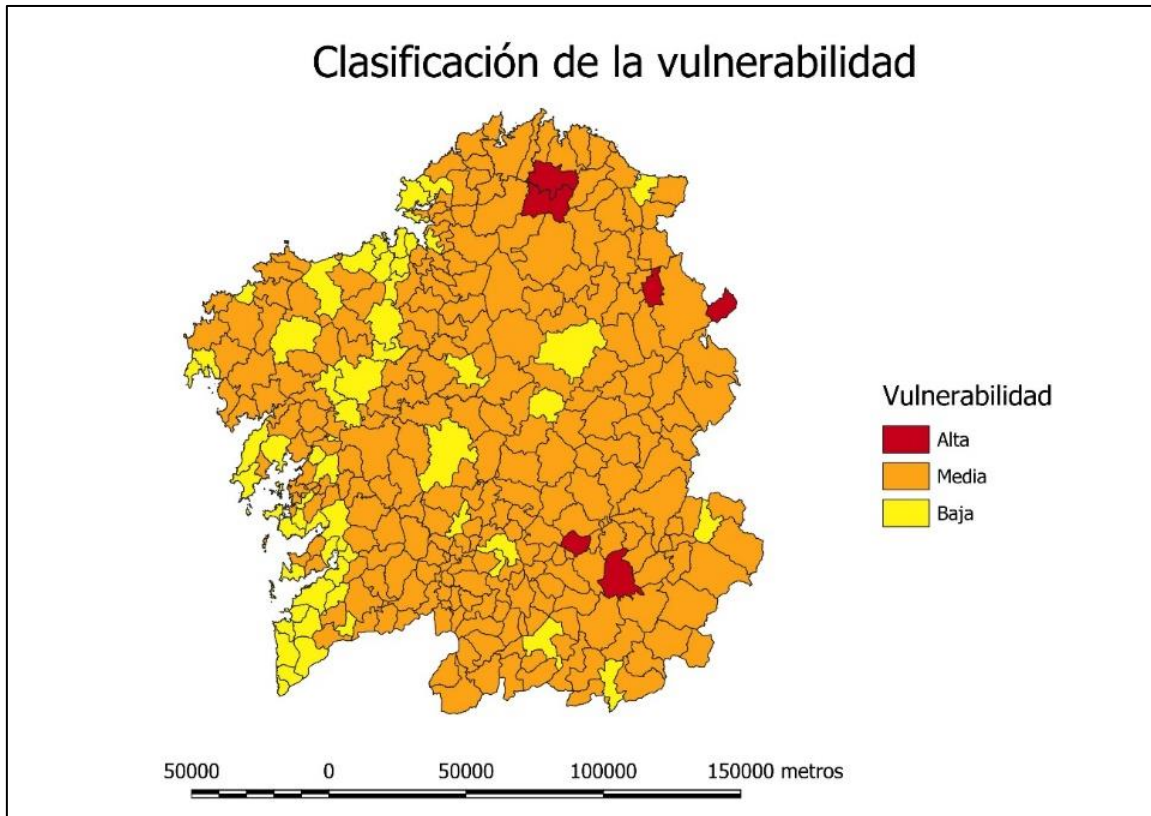 Clasificación de la vulnerabilidad
Vulnerabilidad
Alta
Media
Baja
50000 0 50000 100000 150000 metros